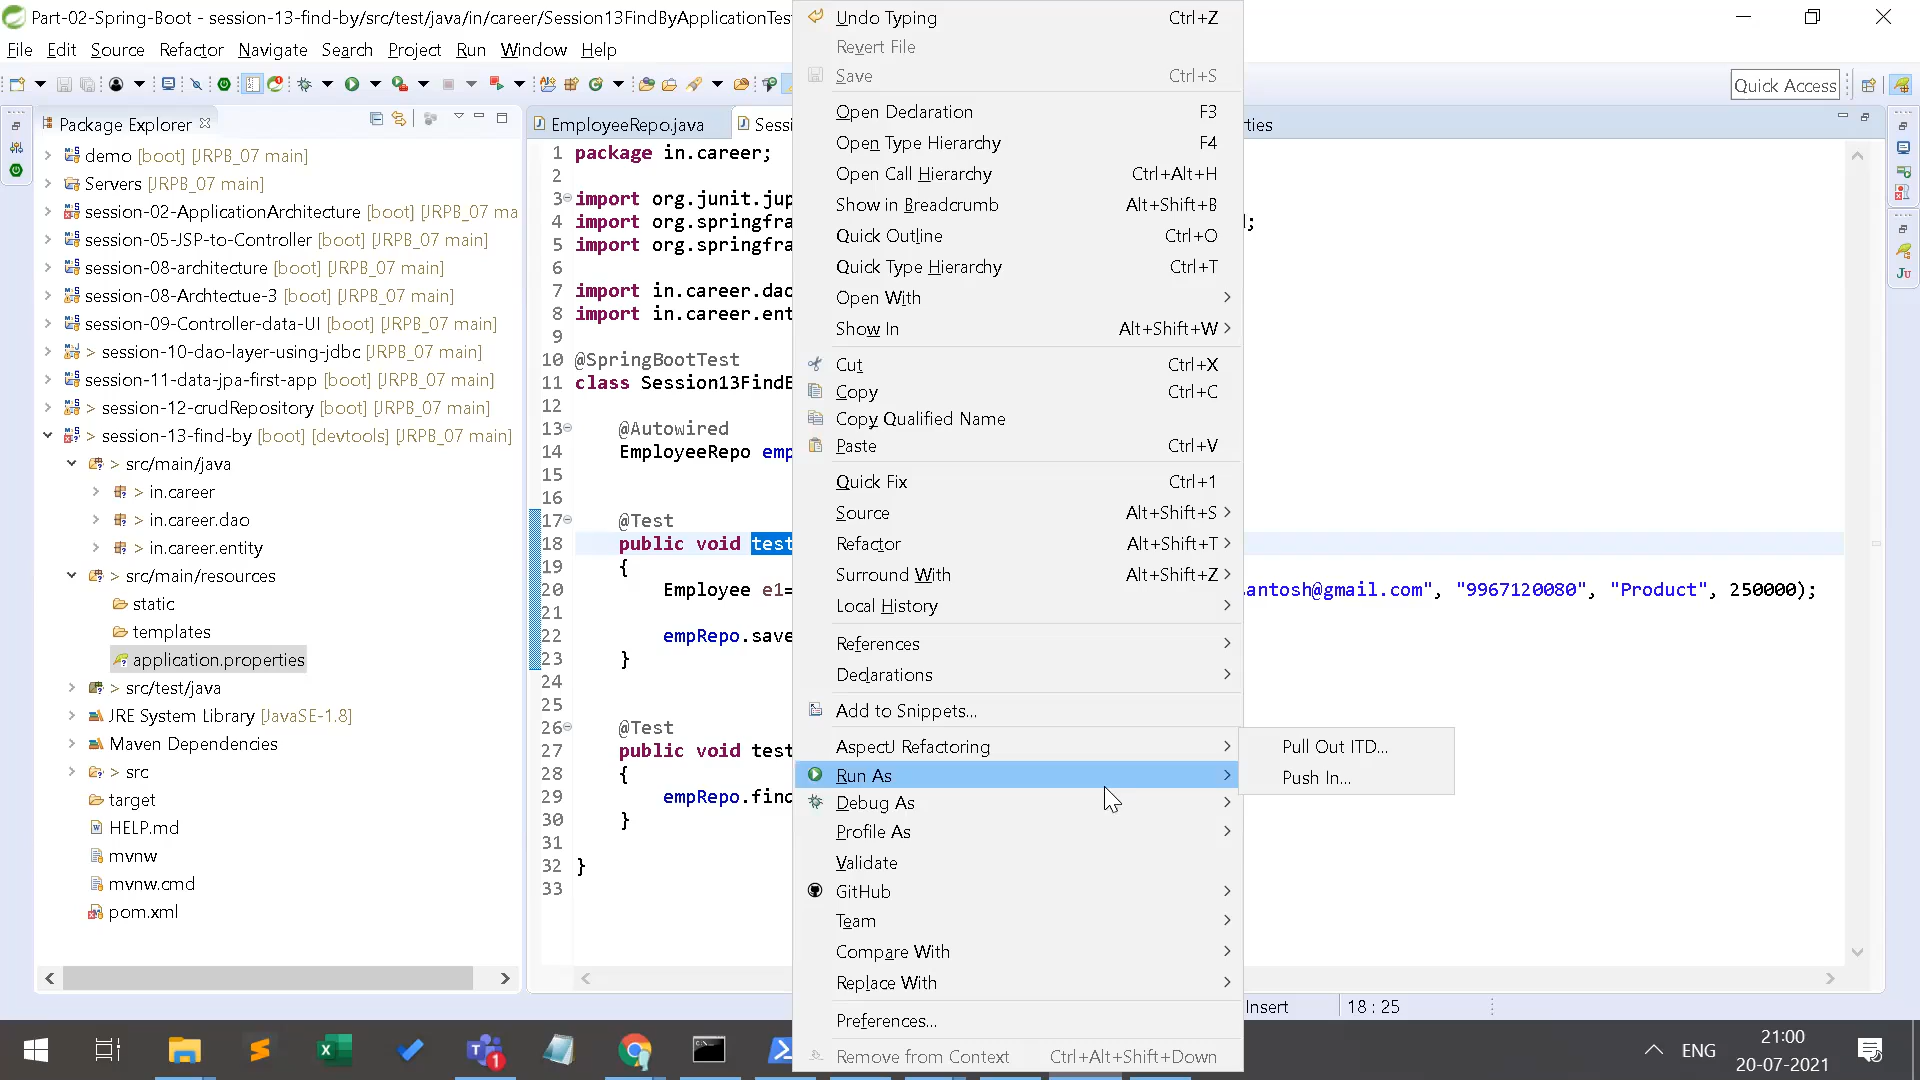 Part-02-Spring-Boot - session-13-find-by/src/test/java/in/career/Session13FindByApplicationTes
File Edit Source Refactor Navigate Search Project Run Window Help
Quick Access
Package Explorer
demo [boot] [JRPB_07 main]
Servers [JRPB_07 main]
session-02-ApplicationArchitecture [boot] [JRPB_07 ma
session-05-JSP-to-Controller [boot] [JRPB_07 main]
session-08-architecture [boot] [JRPB_07 main]
session-08-Archtectue-3 [boot] [JRPB_07 main]
session-09-Controller-data-UI [boot] [JRPB_07 main]
> session-10-dao-layer-using-jdbc [JRPB_07 main]
session-11-data-jpa-first-app [boot] [JRPB_07 main]
> session-12-crudRepository [boot] [JRPB_07 main]
> session-13-find-by [boot] [devtools] [JRPB_07 main]
> src/main/java
> in.career
> in.career.dao
> in.career.entity
> src/main/resources
static
templates
application.properties
> src/test/java
JRE System Library [JavaSE-1.8]
Maven Dependencies
> src
target
HELP.md
mvnw
mvnw.cmd
pom.xml
EmployeeRepo.java
Sessi
ties
1 package in.career;
2
3 import org.junit.jup
4 import org.springfra d;
5 import org.springfra
6
7 import in.career.dao
8 import in.career.ent
9
10 @SpringBootTest
11 class Session13FindB
12
13 @Autowired
14 EmployeeRepo emp
15
16
17 @Test
18 public void test
19 {
20 Employee e1= antosh@gmail.com", "9967120080", "Product", 250000);
21
22 empRepo.save
23 }
24
25
26 @Test
27 public void test
28 {
29 empRepo.find
30 }
31
32 }
33
Undo Typing Ctrl+Z
Revert File
Save Ctrl+S
Open Declaration F3
Open Type Hierarchy F4
Open Call Hierarchy Ctrl+Alt+H
Show in Breadcrumb Alt+Shift+B
Quick Outline Ctrl+O
Quick Type Hierarchy Ctrl+T
Open With
Show In Alt+Shift+W
Cut Ctrl+X
Copy Ctrl+C
Copy Qualified Name
Paste Ctrl+V
Quick Fix Ctrl+1
Source Alt+Shift+S
Refactor Alt+Shift+T
Surround With Alt+Shift+Z
Local History
References
Declarations
Add to Snippets...
AspectJ Refactoring
Run As
Debug As
Profile As
Validate
GitHub
Team
Compare With
Replace With
Preferences...
Remove from Context Ctrl+Alt+Shift+Down
Pull Out ITD...
Push In...
Insert 18 : 25
1
ENG
21:00
20-07-2021